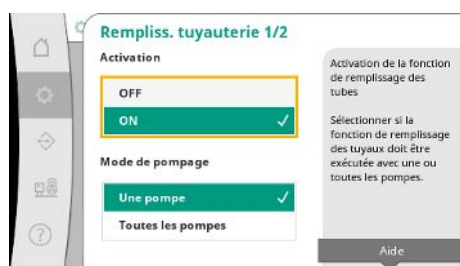 Rempliss. tuyauterie 1/2
Activation
OFF
ON
Mode de pompage
Une pompe
Toutes les pompes
Activation de la fonction
de remplissage des
tubes
Sélectionner si la
fonction de remplissage
des tuyaux doit être
exécutée avec une ou
toutes les pompes.
Aide